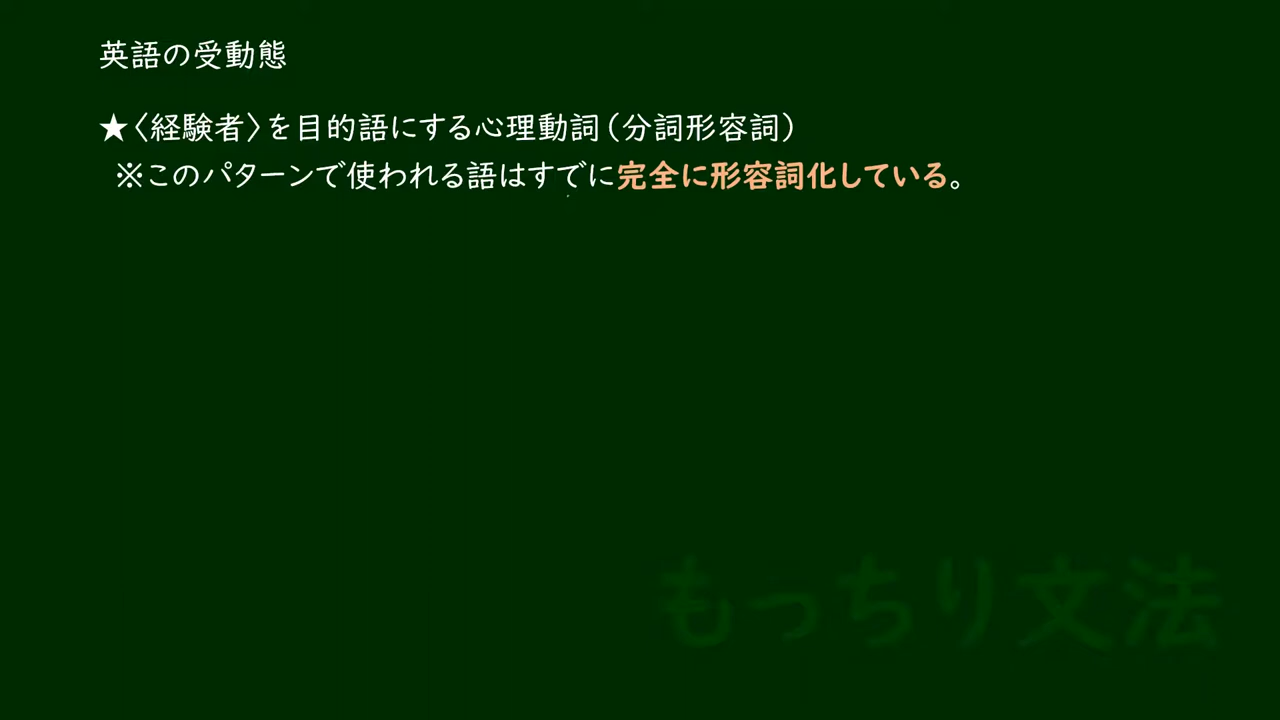 英語の受動態
★〈経験者〉を目的語にする心理動詞(分詞形容詞)
※このパターンで使われる語はすでに完全に形容詞化している。
もっちり文法